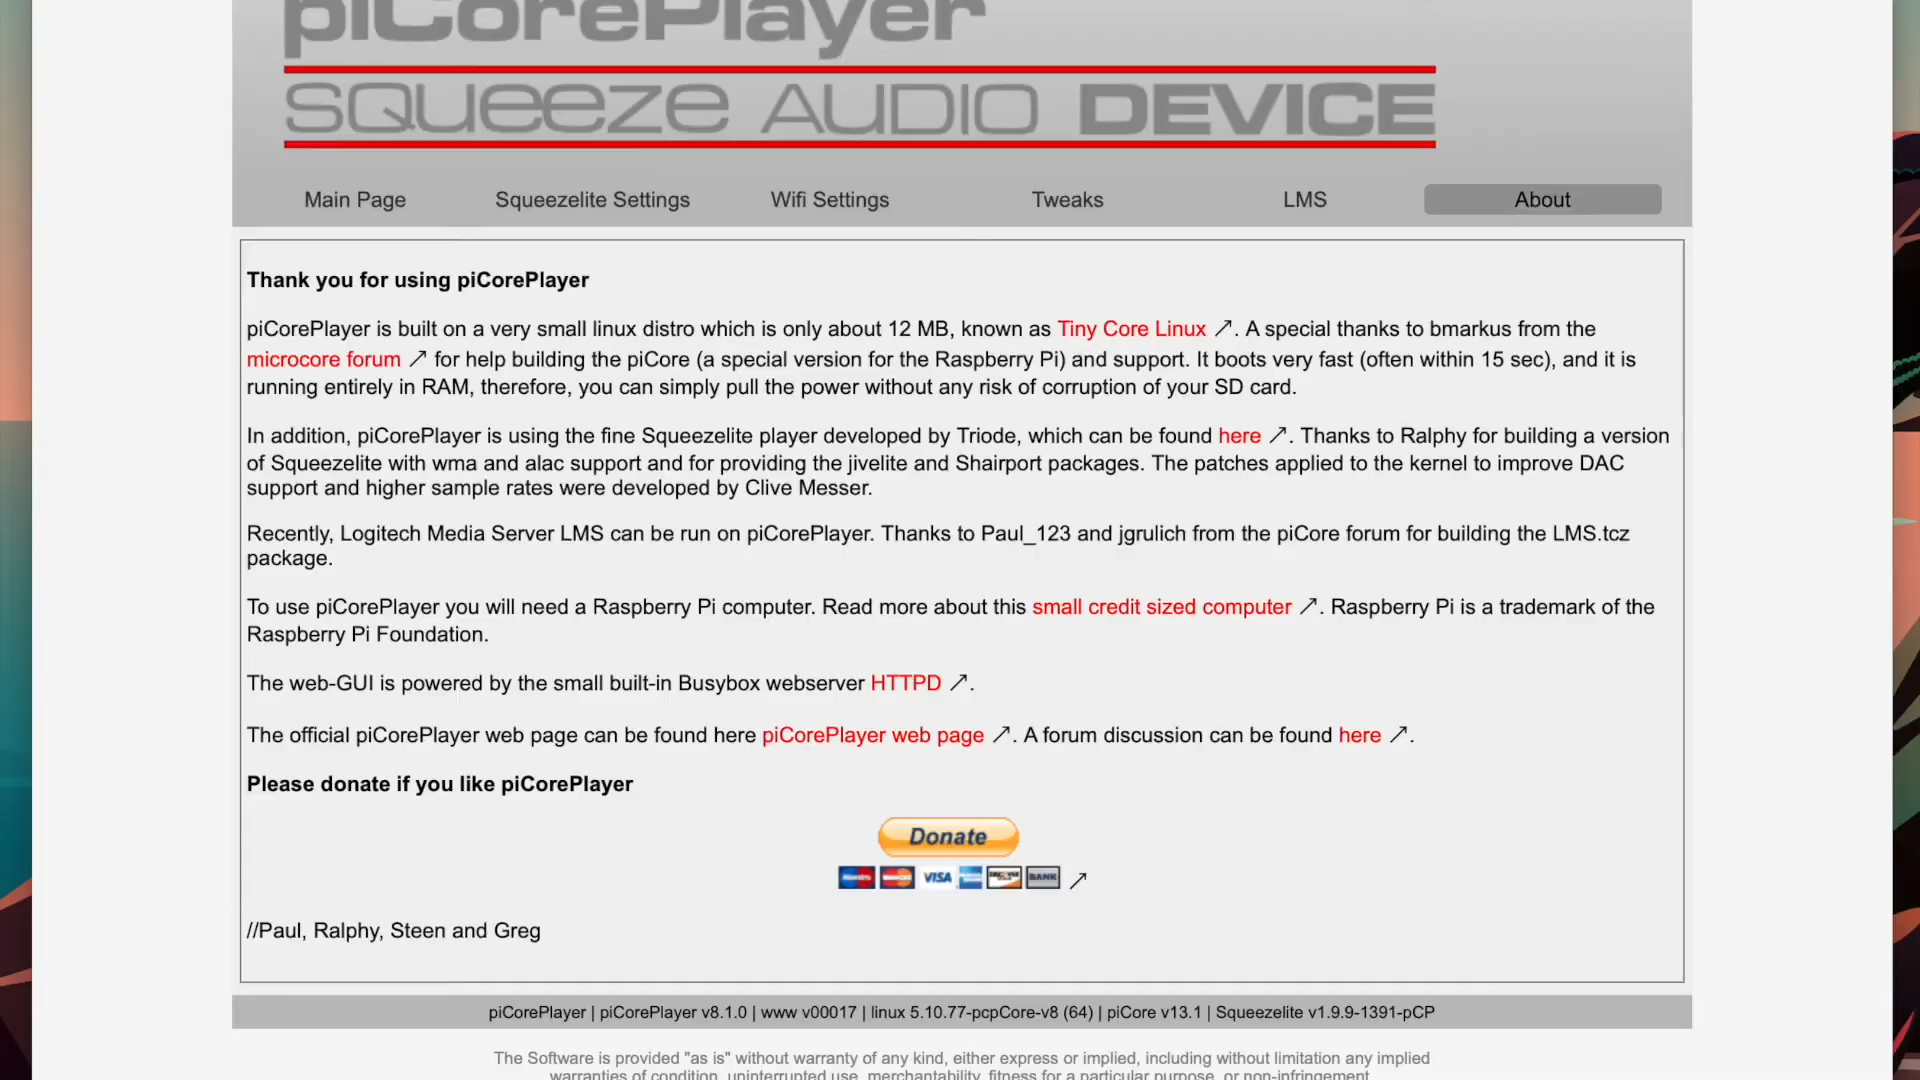 piCorePlayer
SQUEEZE AUDIO DEVICE
Main Page Squeezelite Settings Wifi Settings Tweaks LMS About
Thank you for using piCorePlayer
piCorePlayer is built on a very small linux distro which is only about 12 MB, known as Tiny Core Linux ↗. A special thanks to bmarkus from the
microcore forum ↗ for help building the piCore (a special version for the Raspberry Pi) and support. It boots very fast (often within 15 sec), and it is
running entirely in RAM, therefore, you can simply pull the power without any risk of corruption of your SD card.
In addition, piCorePlayer is using the fine Squeezelite player developed by Triode, which can be found here ↗. Thanks to Ralphy for building a version
of Squeezelite with wma and alac support and for providing the jivelite and Shairport packages. The patches applied to the kernel to improve DAC
support and higher sample rates were developed by Clive Messer.
Recently, Logitech Media Server LMS can be run on piCorePlayer. Thanks to Paul_123 and jgrulich from the piCore forum for building the LMS.tcz
package.
To use piCorePlayer you will need a Raspberry Pi computer. Read more about this small credit sized computer ↗. Raspberry Pi is a trademark of the
Raspberry Pi Foundation.
The web-GUI is powered by the small built-in Busybox webserver HTTPD ↗.
The official piCorePlayer web page can be found here piCorePlayer web page ↗. A forum discussion can be found here ↗.
Please donate if you like piCorePlayer
Donate
VISA BANK
//Paul, Ralphy, Steen and Greg
piCorePlayer | piCorePlayer v8.1.0 | www v00017 | linux 5.10.77-pcpCore-v8 (64) | piCore v13.1 | Squeezelite v1.9.9-1391-pCP
The Software is provided "as is" without warranty of any kind, either express or implied, including without limitation any implied
warranties of condition, uninterrupted use, merchantability, fitness for a particular purpose, or non-infringement.